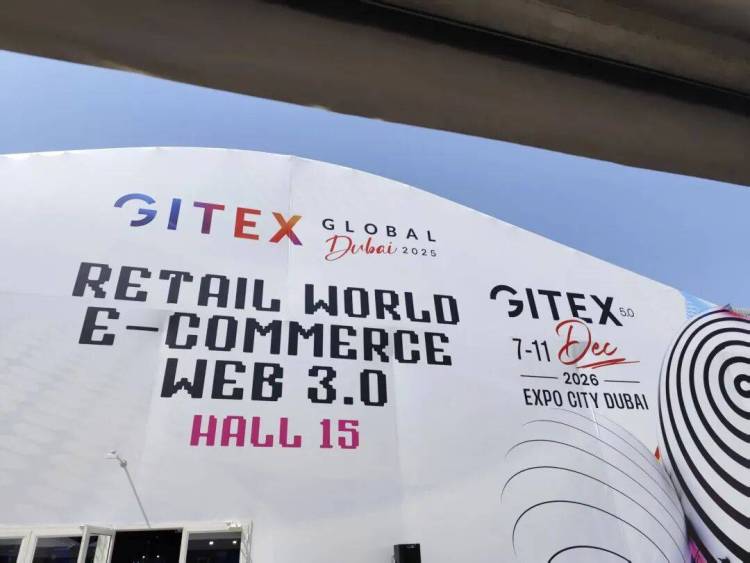 GITEX GLOBAL
Dubai 2025
RETAIL WORLD
E-COMMERCE
WEB 3.0
HALL 15
GITEX 5.0
7-11 Dec
2026
EXPO CITY DUBAI